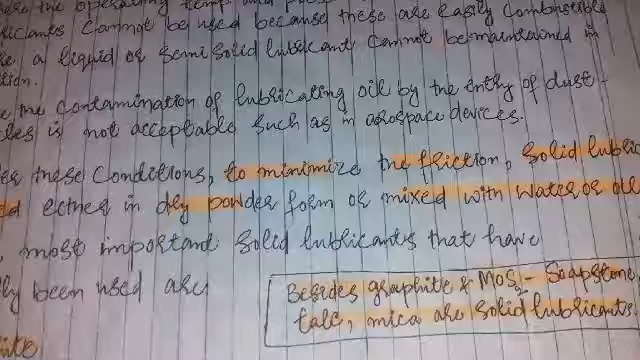 the operating temp. and
lubricants cannot be used because these are easily combustible
a liquid or semi solid lubricant cannot be maintained in
the contamination of lubricating oil by the entry of dust
is not acceptable such as in aerospace devices.
these conditions, to minimize the friction, solid lubric
either in dry powder form or mixed with water or oil
most important solid lubricants that have
been used are
Besides graphite & MoS2 - Soapstone,
talc, mica are solid lubricants.